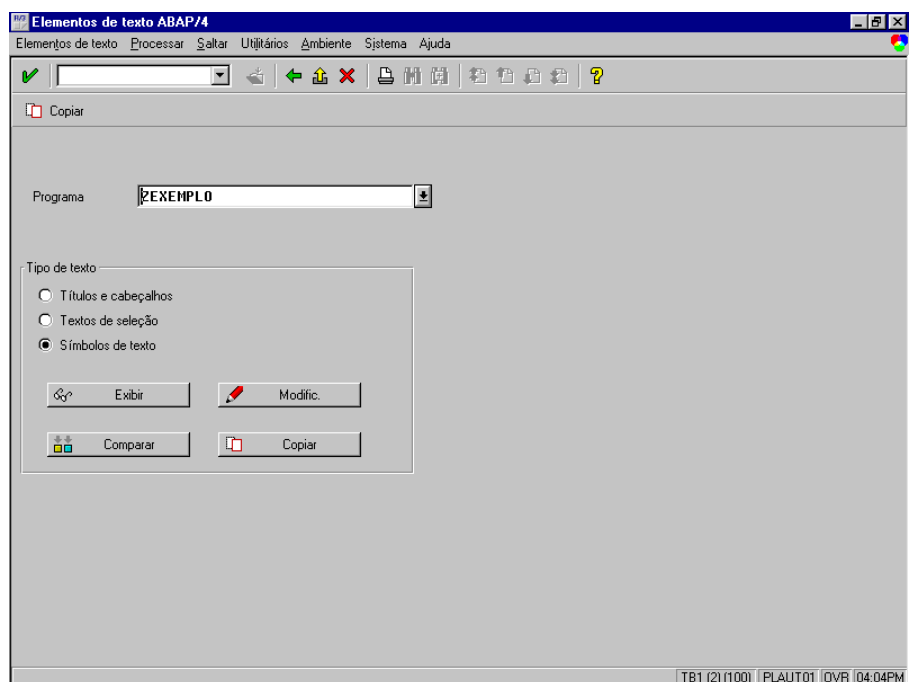 Elementos de texto ABAP/4
Elementos de texto Processar Saltar Utilitários Ambiente Sistema Ajuda
Copiar
Programa ZEXEMPLO
Tipo de texto
Títulos e cabeçalhos
Textos de seleção
Símbolos de texto
Exibir Modific.
Comparar Copiar
TB1 (2) (100) PLAUT01 OVR 04:04PM